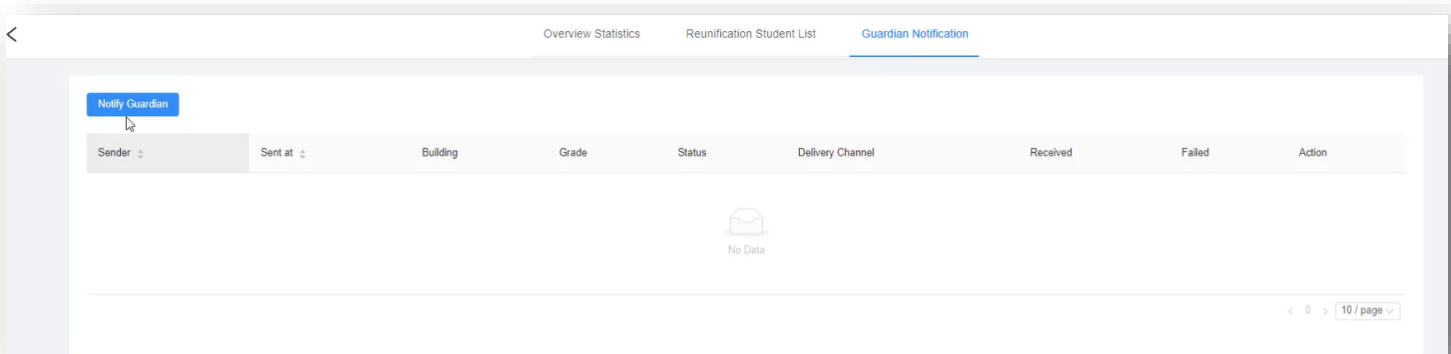 Overview Statistics Reunification Student List Guardian Notification
Notify Guardian
Sender Sent at Building Grade Status Delivery Channel Received Failed Action
No Data
< 0 > 10 / page